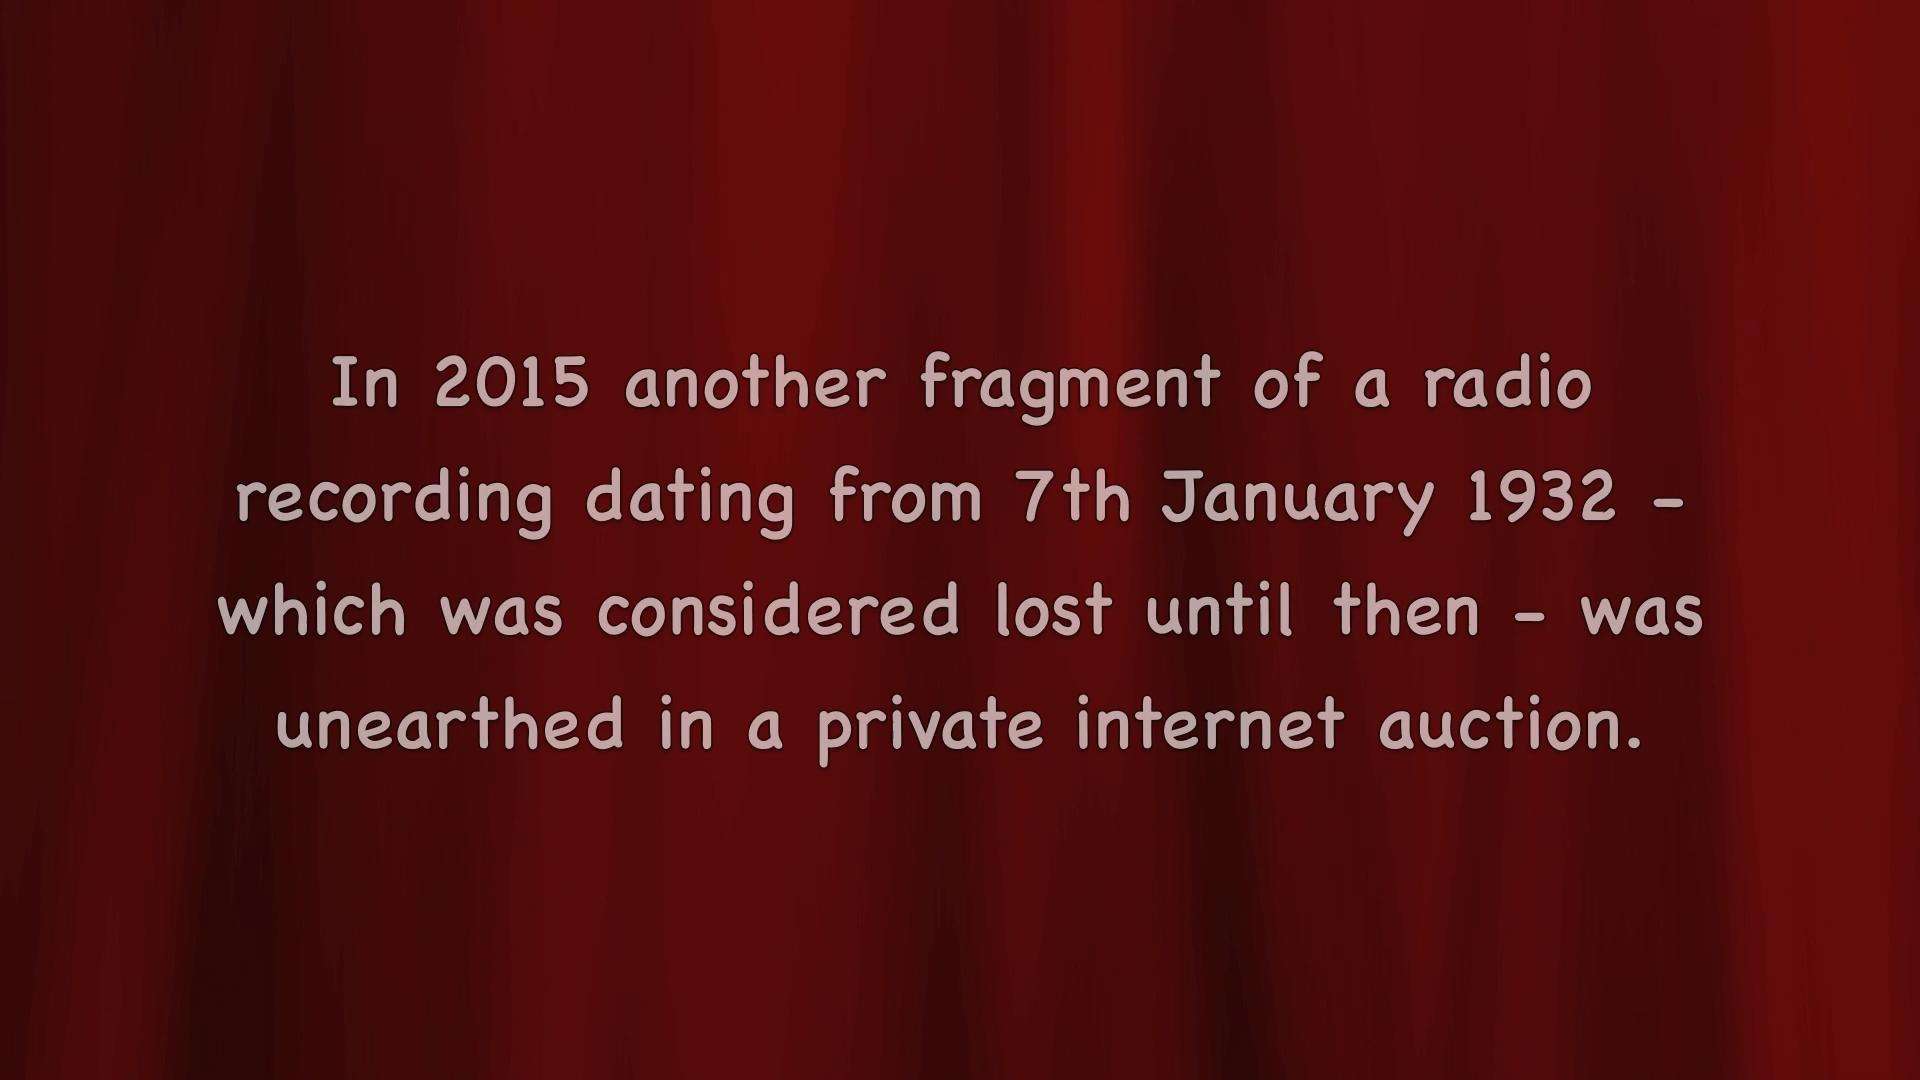 In 2015 another fragment of a radio
recording dating from 7th January 1932 -
which was considered lost until then - was
unearthed in a private internet auction.